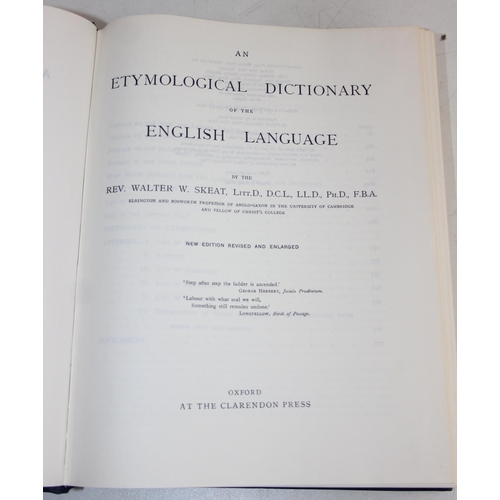 AN
ETYMOLOGICAL DICTIONARY
OF THE
ENGLISH LANGUAGE
BY THE
REV. WALTER W. SKEAT, LITT.D., D.C.L., LL.D., PH.D., F.B.A.
ELRINGTON AND BOSWORTH PROFESSOR OF ANGLO-SAXON IN THE UNIVERSITY OF CAMBRIDGE
AND FELLOW OF CHRIST'S COLLEGE
NEW EDITION REVISED AND ENLARGED
'Step after step the ladder is ascended.'
GEORGE HERBERT, Jacula Prudentum.
'Labour with what zeal we will,
Something still remains undone.'
LONGFELLOW, Birds of Passage.
OXFORD
AT THE CLARENDON PRESS